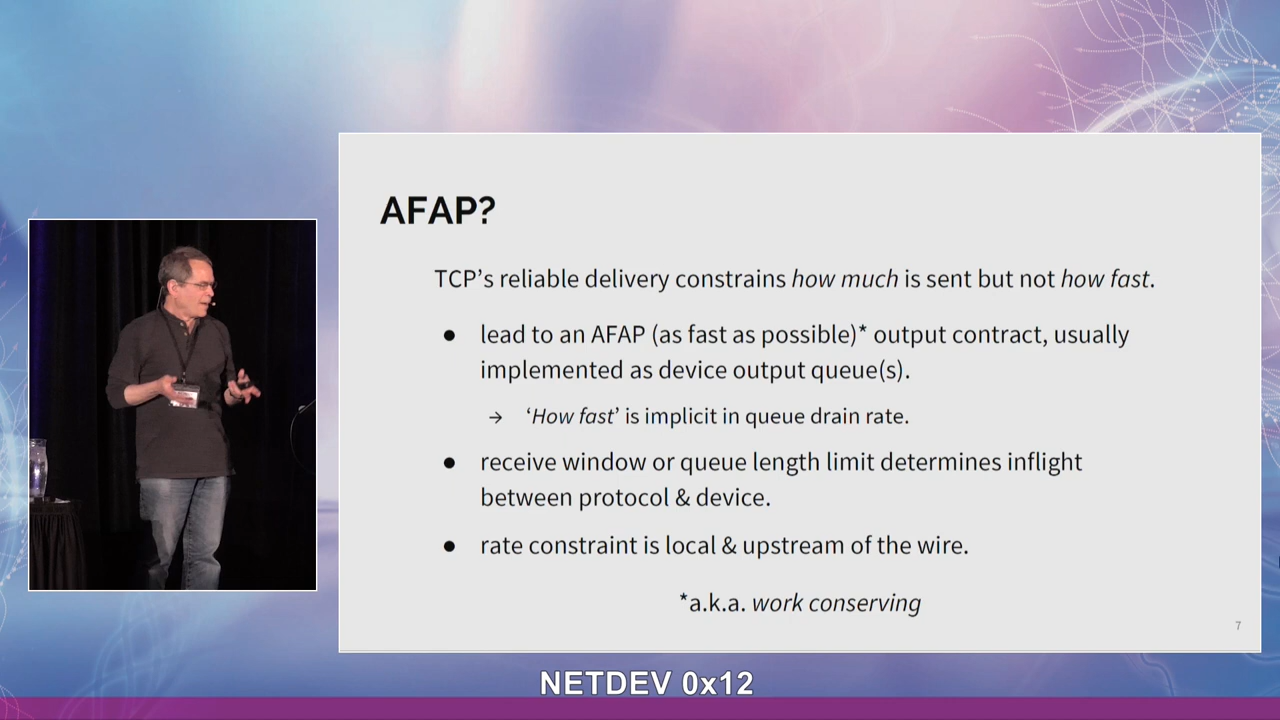 AFAP?
TCP’s reliable delivery constrains how much is sent but not how fast.
● lead to an AFAP (as fast as possible)* output contract, usually
implemented as device output queue(s).
→ ‘How fast’ is implicit in queue drain rate.
● receive window or queue length limit determines inflight
between protocol & device.
● rate constraint is local & upstream of the wire.
*a.k.a. work conserving
7
NETDEV 0x12